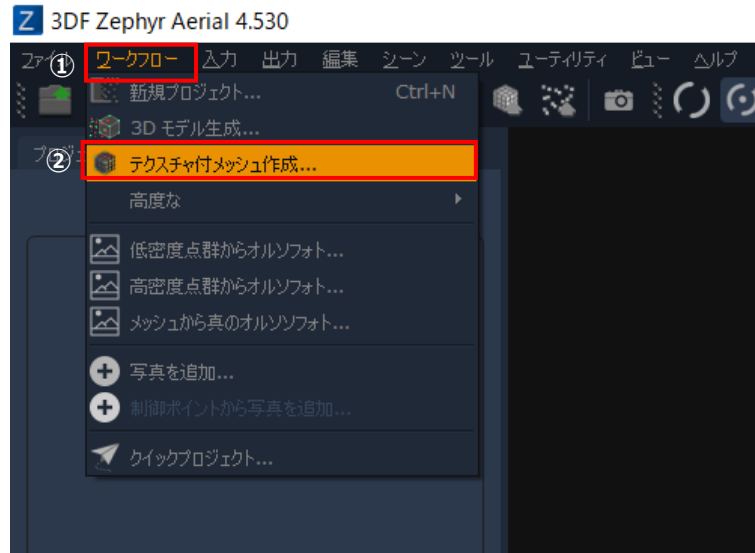 Z 3DF Zephyr Aerial 4.530
ファイル ワークフロー 入力 出力 編集 シーン ツール ユーティリティ ビュー ヘルプ
①
新規プロジェクト... Ctrl+N
3D モデル生成...
②
テクスチャ付メッシュ作成...
高度な
低密度点群からオルソフォト...
高密度点群からオルソフォト...
メッシュから真のオルソソフォト...
写真を追加...
制御ポイントから写真を追加...
クイックプロジェクト...